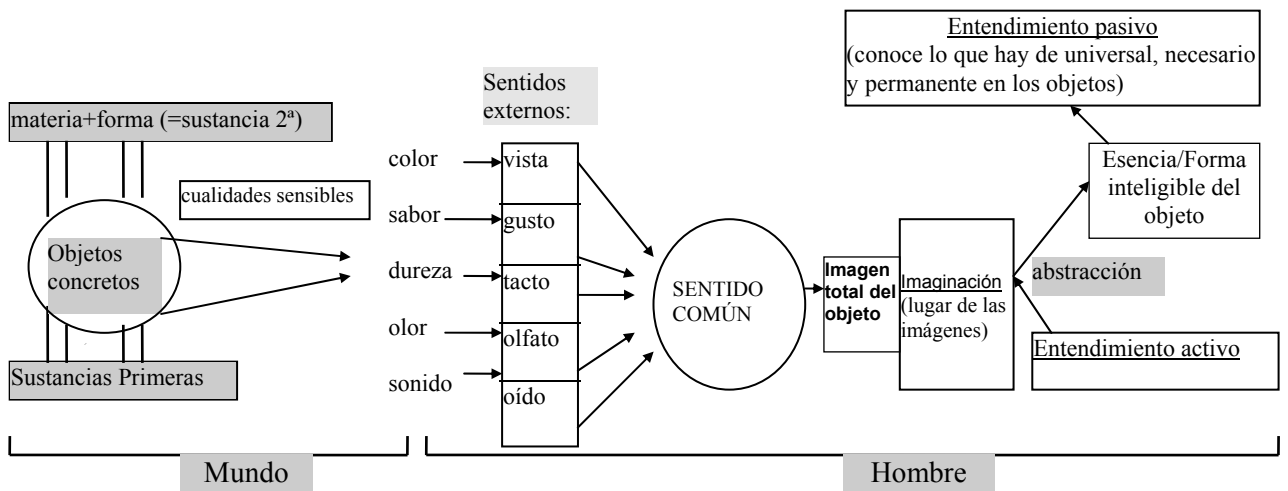 materia+forma (=sustancia 2ª)
cualidades sensibles
Objetos
concretos
Sustancias Primeras
color
sabor
dureza
olor
sonido
Sentidos
externos:
vista
gusto
tacto
olfato
oído
SENTIDO
COMÚN
Imagen
total del
objeto
Imaginación
(lugar de las
imágenes)
Entendimiento pasivo
(conoce lo que hay de universal, necesario
y permanente en los objetos)
Esencia/Forma
inteligible del
objeto
abstracción
Entendimiento activo
Mundo
Hombre